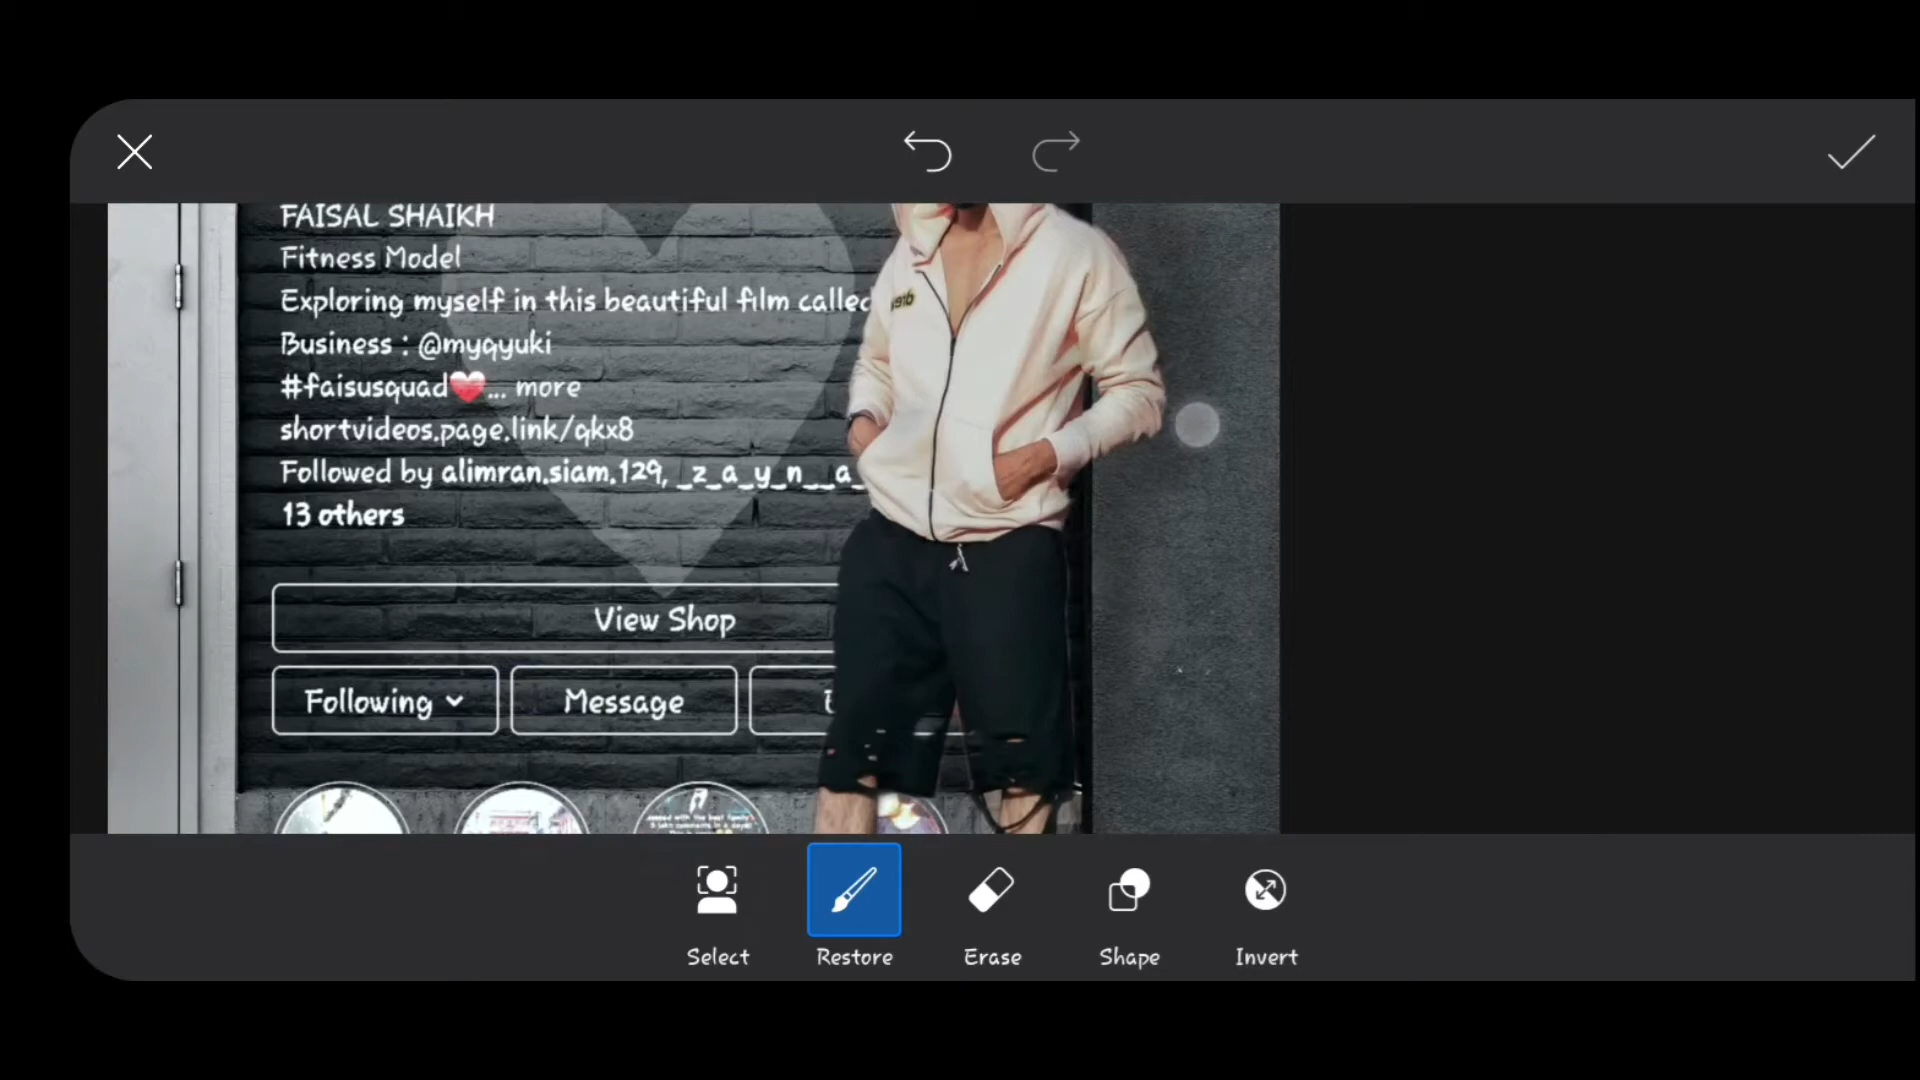 FAISAL SHAIKH
Fitness Model
Exploring myself in this beautiful film called
Business : @myqyuki
#faisusquad❤️... more
shortvideos.page.link/qkx8
Followed by alimran.siam.129, _z_a_y_n__a_
13 others
View Shop
Following
Message
Select
Restore
Erase
Shape
Invert